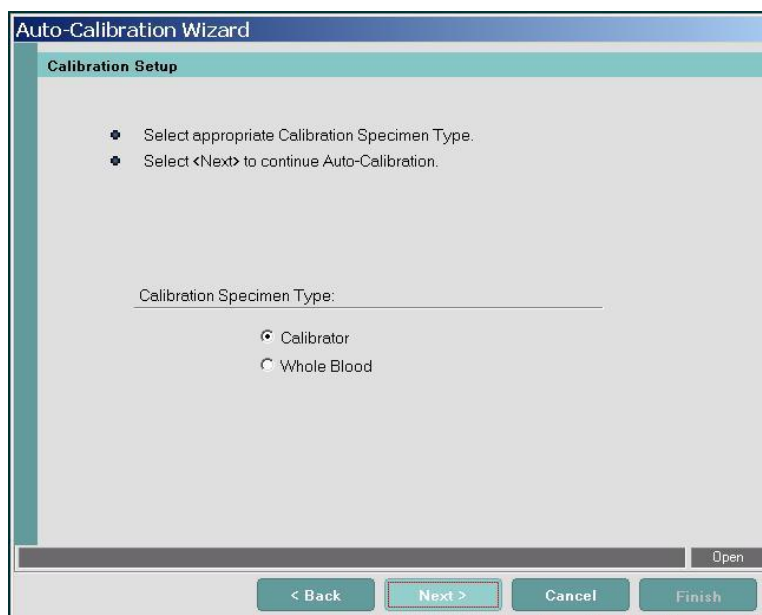 Auto-Calibration Wizard
Calibration Setup
Select appropriate Calibration Specimen Type.
Select <Next> to continue Auto-Calibration.
Calibration Specimen Type:
Calibrator
Whole Blood
Open
< Back Next > Cancel Finish